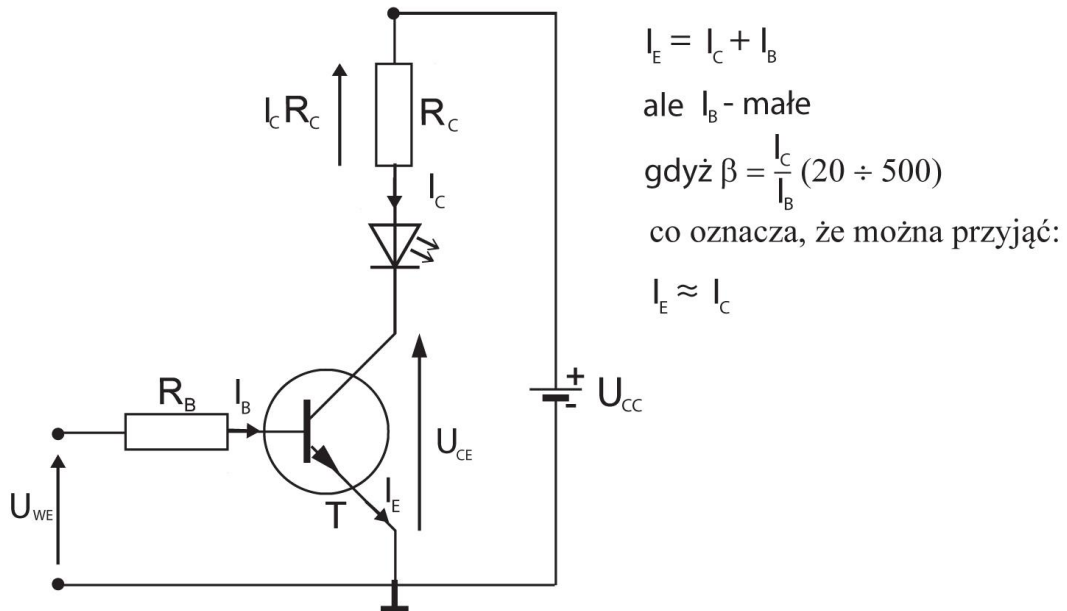 I_E = I_C + I_B
ale I_B - małe
gdyż β = I_C / I_B (20 ÷ 500)
co oznacza, że można przyjąć:
I_E ≈ I_C
I_C R_C
R_C
I_C
R_B
I_B
+
-
U_CC
U_CE
U_WE
T
I_E